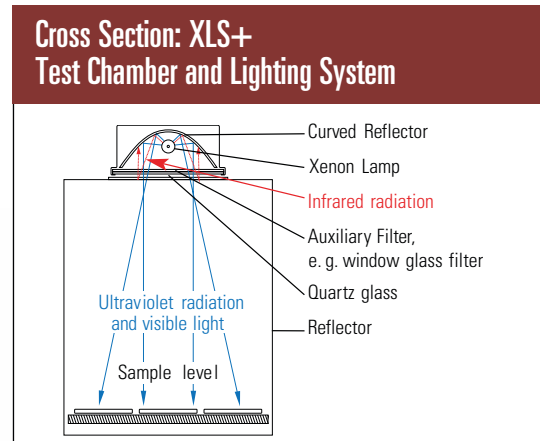 Cross Section: XLS+
Test Chamber and Lighting System
Curved Reflector
Xenon Lamp
Infrared radiation
Auxiliary Filter,
e. g. window glass filter
Quartz glass
Reflector
Ultraviolet radiation
and visible light
Sample level